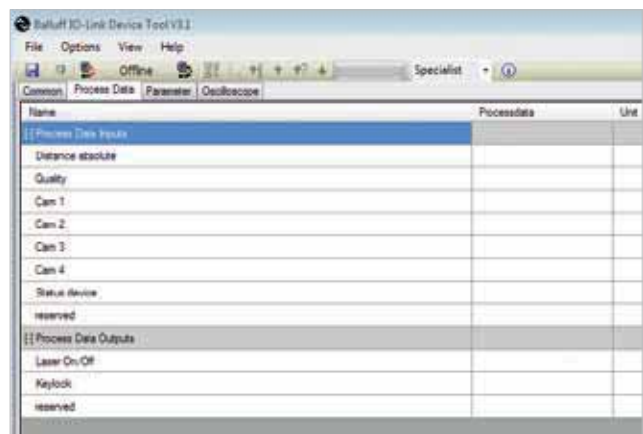 Balluff IO-Link Device Tool V3.1
File Options View Help
Offline Specialist
Common Process Data Parameter Oscilloscope
Name Processdata Unit
[-] Process Data Inputs
Distance absolute
Quality
Cam 1
Cam 2
Cam 3
Cam 4
Status device
reserved
[-] Process Data Outputs
Laser On/Off
Keylock
reserved